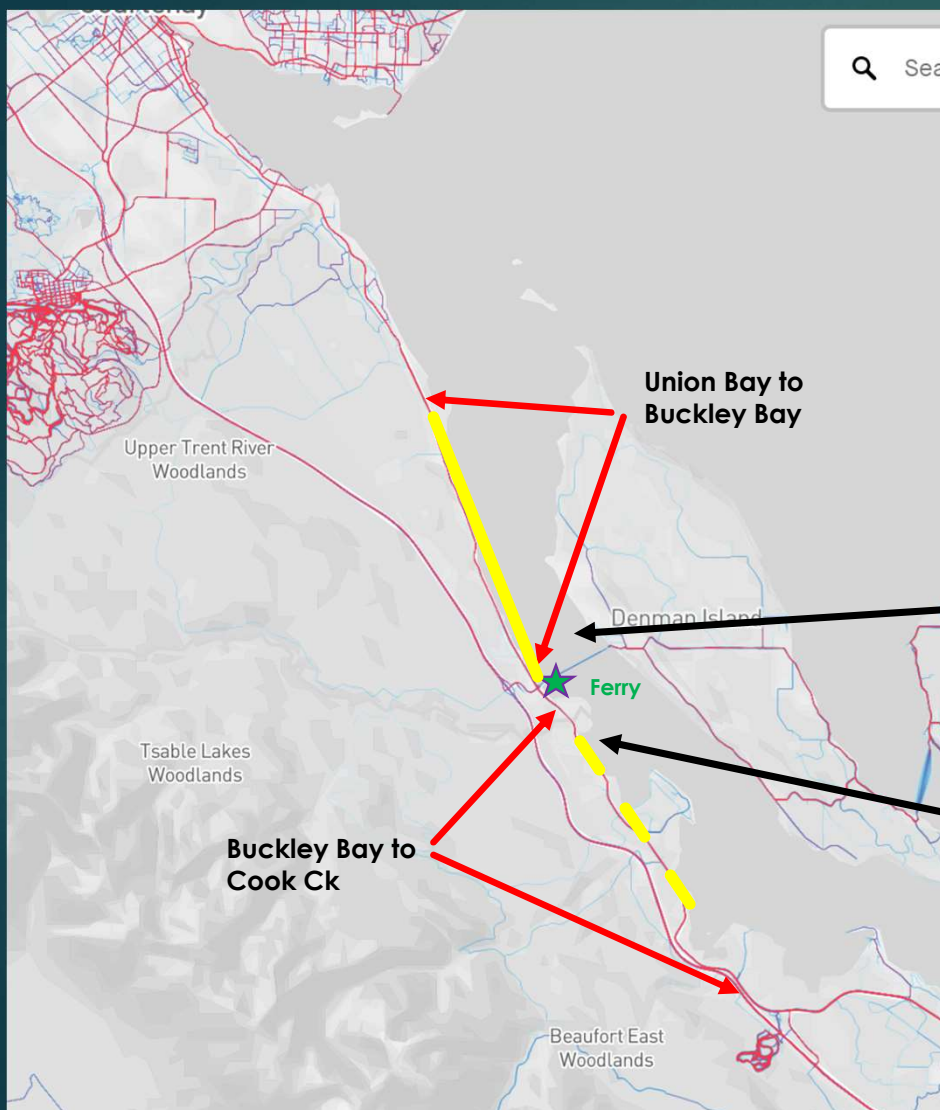 Courtenay
Sea
Union Bay to
Buckley Bay
Upper Trent River
Woodlands
Denman Island
Ferry
Tsable Lakes
Woodlands
Buckley Bay to
Cook Ck
Beaufort East
Woodlands